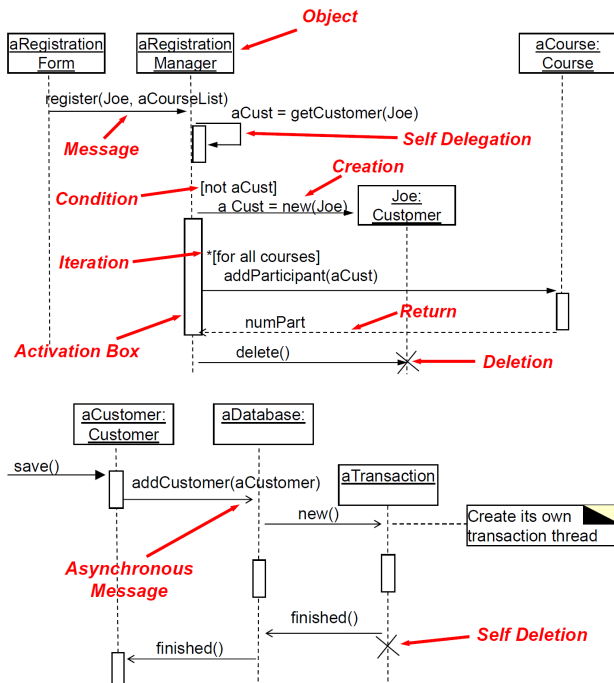 Object
aRegistration
Form
aRegistration
Manager
aCourse:
Course
register(Joe, aCourseList)
aCust = getCustomer(Joe)
Message
Self Delegation
Creation
Condition
[not aCust]
a Cust = new(Joe)
Joe:
Customer
Iteration
*[for all courses]
addParticipant(aCust)
Return
numPart
Activation Box
delete()
Deletion
aCustomer:
Customer
aDatabase:
save()
addCustomer(aCustomer)
aTransaction
new()
Create its own
transaction thread
Asynchronous
Message
finished()
Self Deletion
finished()